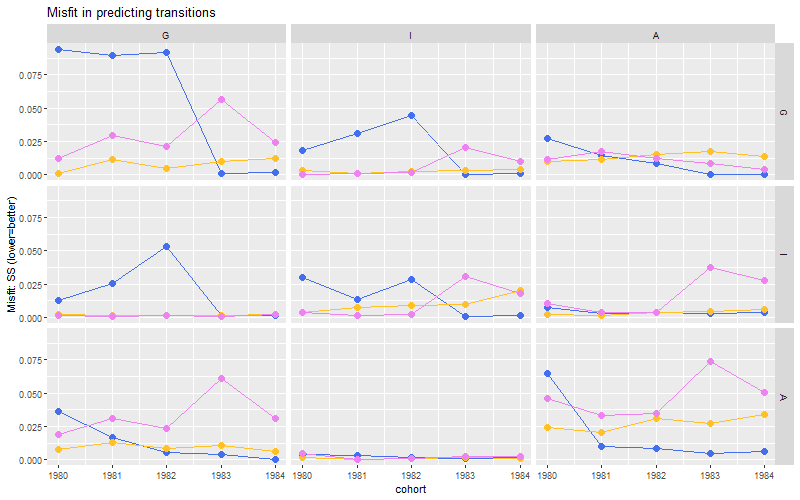 Misfit in predicting transitions
G I A
0.075
0.050
0.025
0.000
G
Misfit: SS (lower=better)
0.075
0.050
0.025
0.000
I
0.075
0.050
0.025
0.000
A
1980 1981 1982 1983 1984 1980 1981 1982 1983 1984 1980 1981 1982 1983 1984
cohort